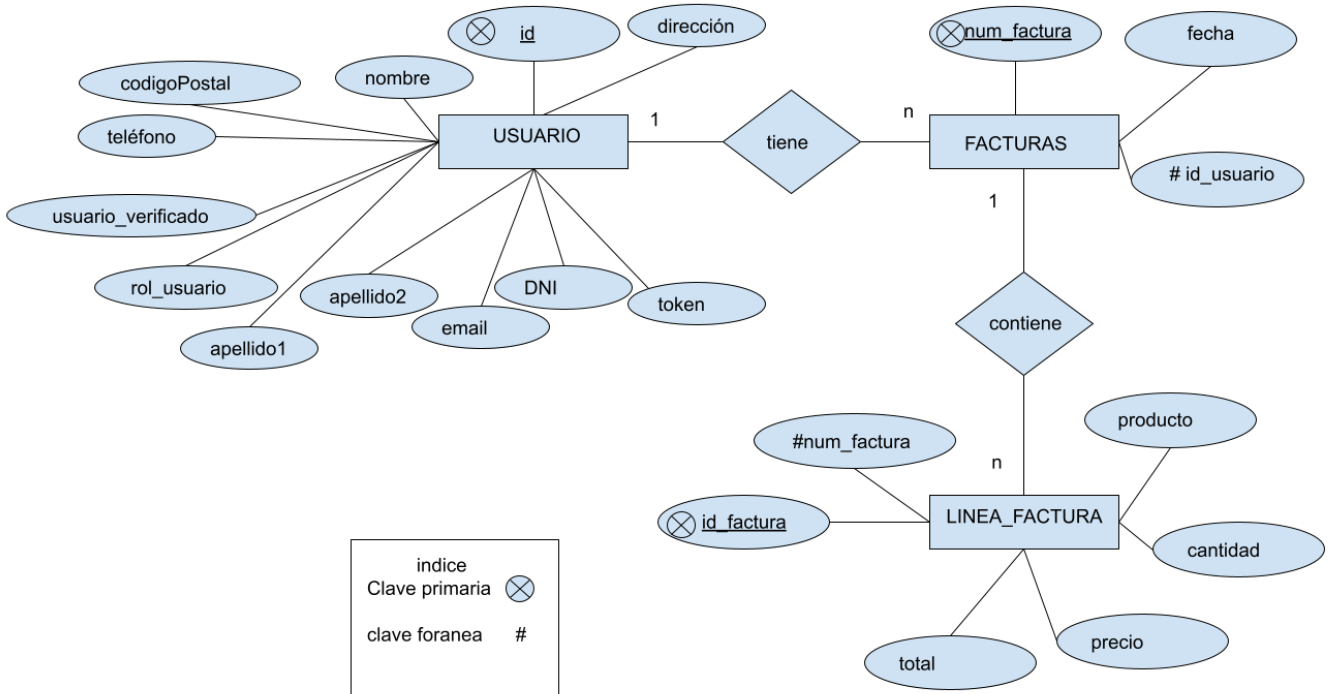 id
dirección
num_factura
fecha
codigoPostal
nombre
teléfono
USUARIO
1
tiene
n
FACTURAS
# id_usuario
usuario_verificado
1
rol_usuario
apellido2
DNI
token
email
apellido1
contiene
producto
#num_factura
n
id_factura
LINEA_FACTURA
cantidad
indice
Clave primaria
clave foranea #
precio
total